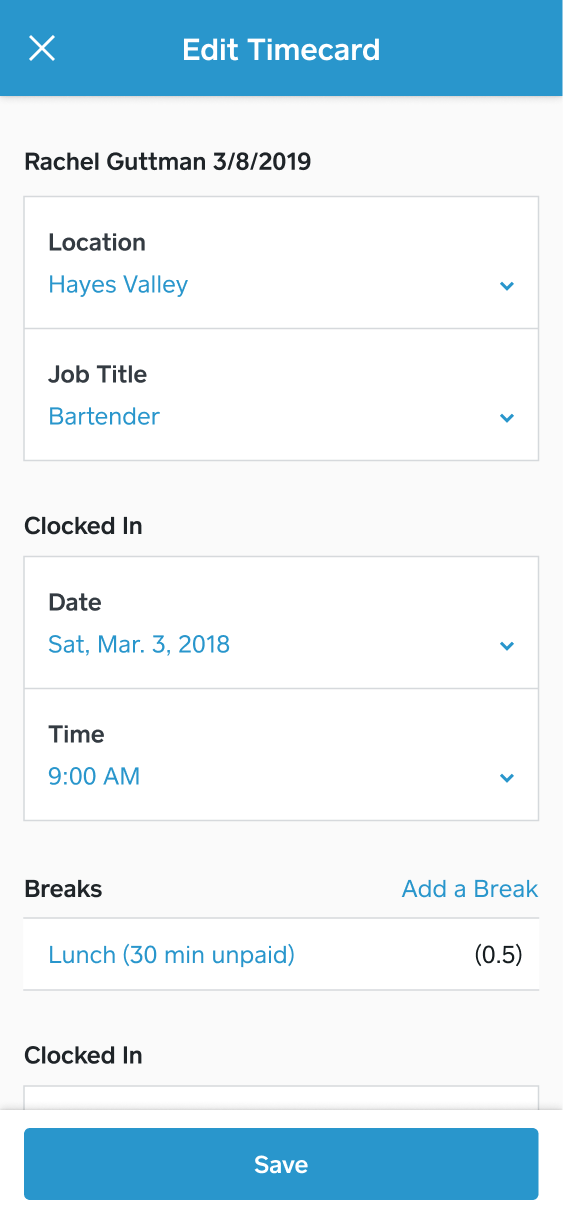 Edit Timecard
Rachel Guttman 3/8/2019
Location
Hayes Valley
Job Title
Bartender
Clocked In
Date
Sat, Mar. 3, 2018
Time
9:00 AM
Breaks Add a Break
Lunch (30 min unpaid) (0.5)
Clocked In
Save